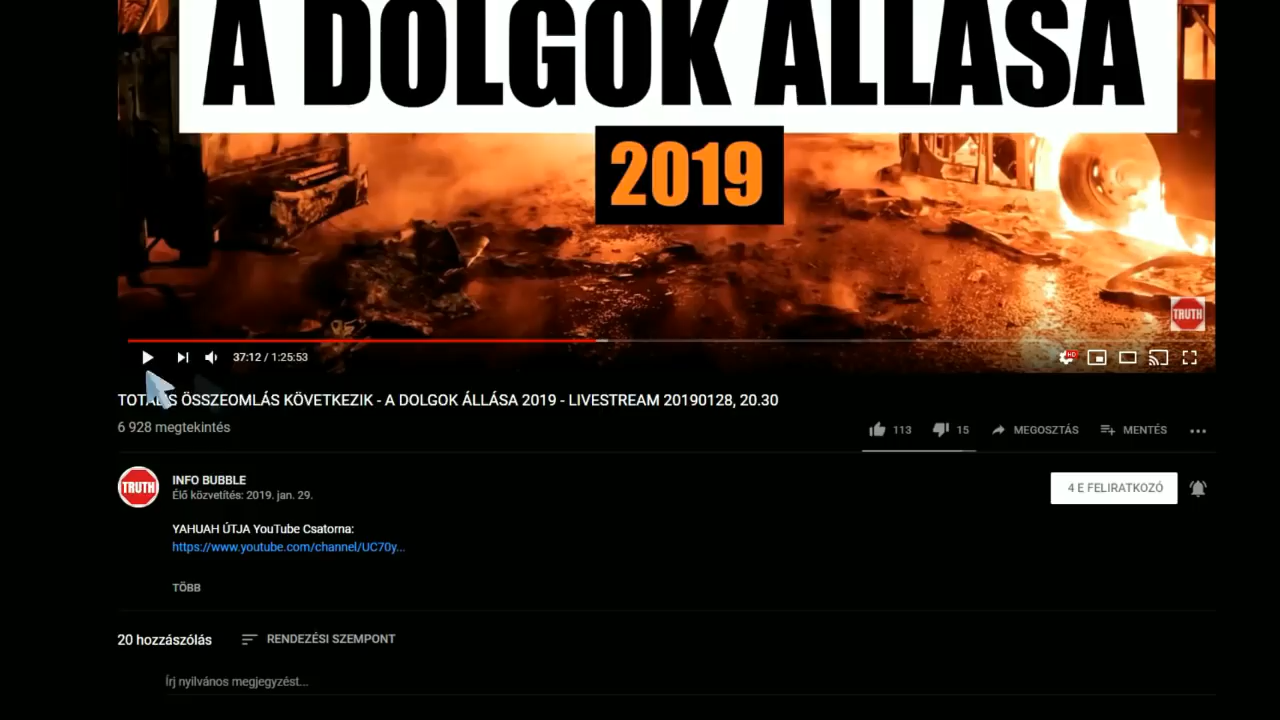 A DOLGOK ÁLLÁSA
2019
TRUTH
HD
37:12 / 1:25:53
TOTÁLIS ÖSSZEOMLÁS KÖVETKEZIK - A DOLGOK ÁLLÁSA 2019 - LIVESTREAM 20190128, 20.30
6 928 megtekintés
113
15
MEGOSZTÁS
MENTÉS
TRUTH
INFO BUBBLE
Élő közvetítés: 2019. jan. 29.
4 E FELIRATKOZÓ
YAHUAH ÚTJA YouTube Csatorna:
https://www.youtube.com/channel/UC70y...
TÖBB
20 hozzászólás
RENDEZÉSI SZEMPONT
Írj nyilvános megjegyzést...